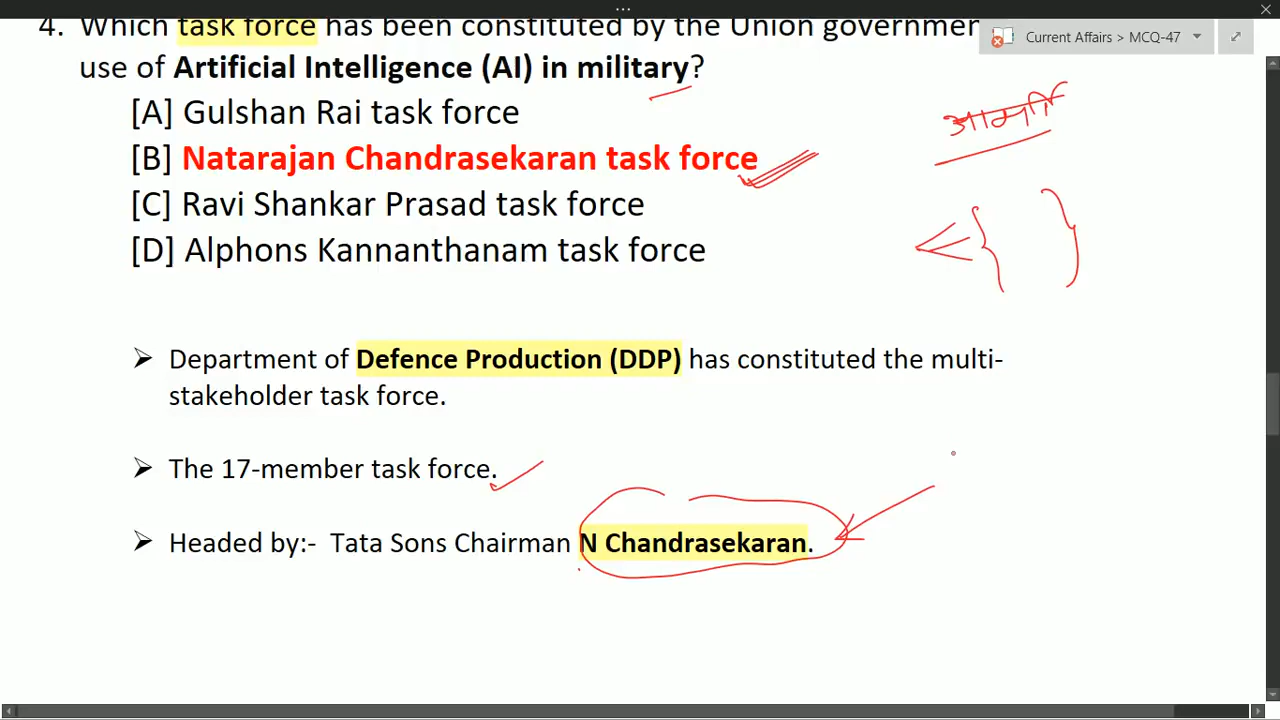 4. Which task force has been constituted by the Union government
Current Affairs > MCQ-47
use of Artificial Intelligence (AI) in military?
[A] Gulshan Rai task force
[B] Natarajan Chandrasekaran task force
[C] Ravi Shankar Prasad task force
[D] Alphons Kannanthanam task force
➢ Department of Defence Production (DDP) has constituted the multi-
stakeholder task force.
➢ The 17-member task force.
➢ Headed by:- Tata Sons Chairman N Chandrasekaran.